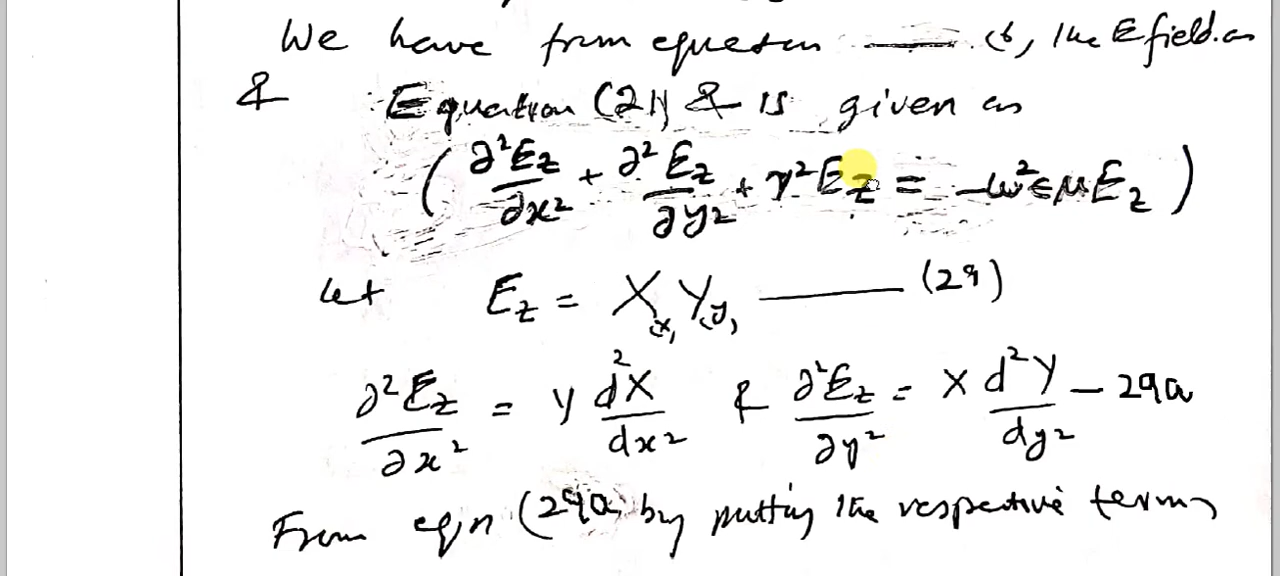 We have from equation —— (6, the E field as
& Equation (21) & is given as
( ∂²Ez/∂x² + ∂²Ez/∂y² + γ²Ez = -ω²εμEz )
Let Ez = X(x) Y(y) —— (29)
∂²Ez/∂x² = Y d²X/dx² & ∂²Ez/∂y² = X d²Y/dy² — 29a
From eqn (29a) by putting the respective terms